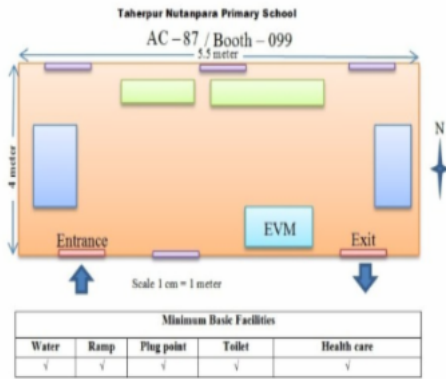 Taherpur Nutanpara Primary School
AC – 87 / Booth – 099
5.5 meter
4 meter
N
EVM
Entrance
Exit
Scale 1 cm = 1 meter
Minimum Basic Facilities
Water Ramp Plug point Toilet Health care
√ √ √ √ √